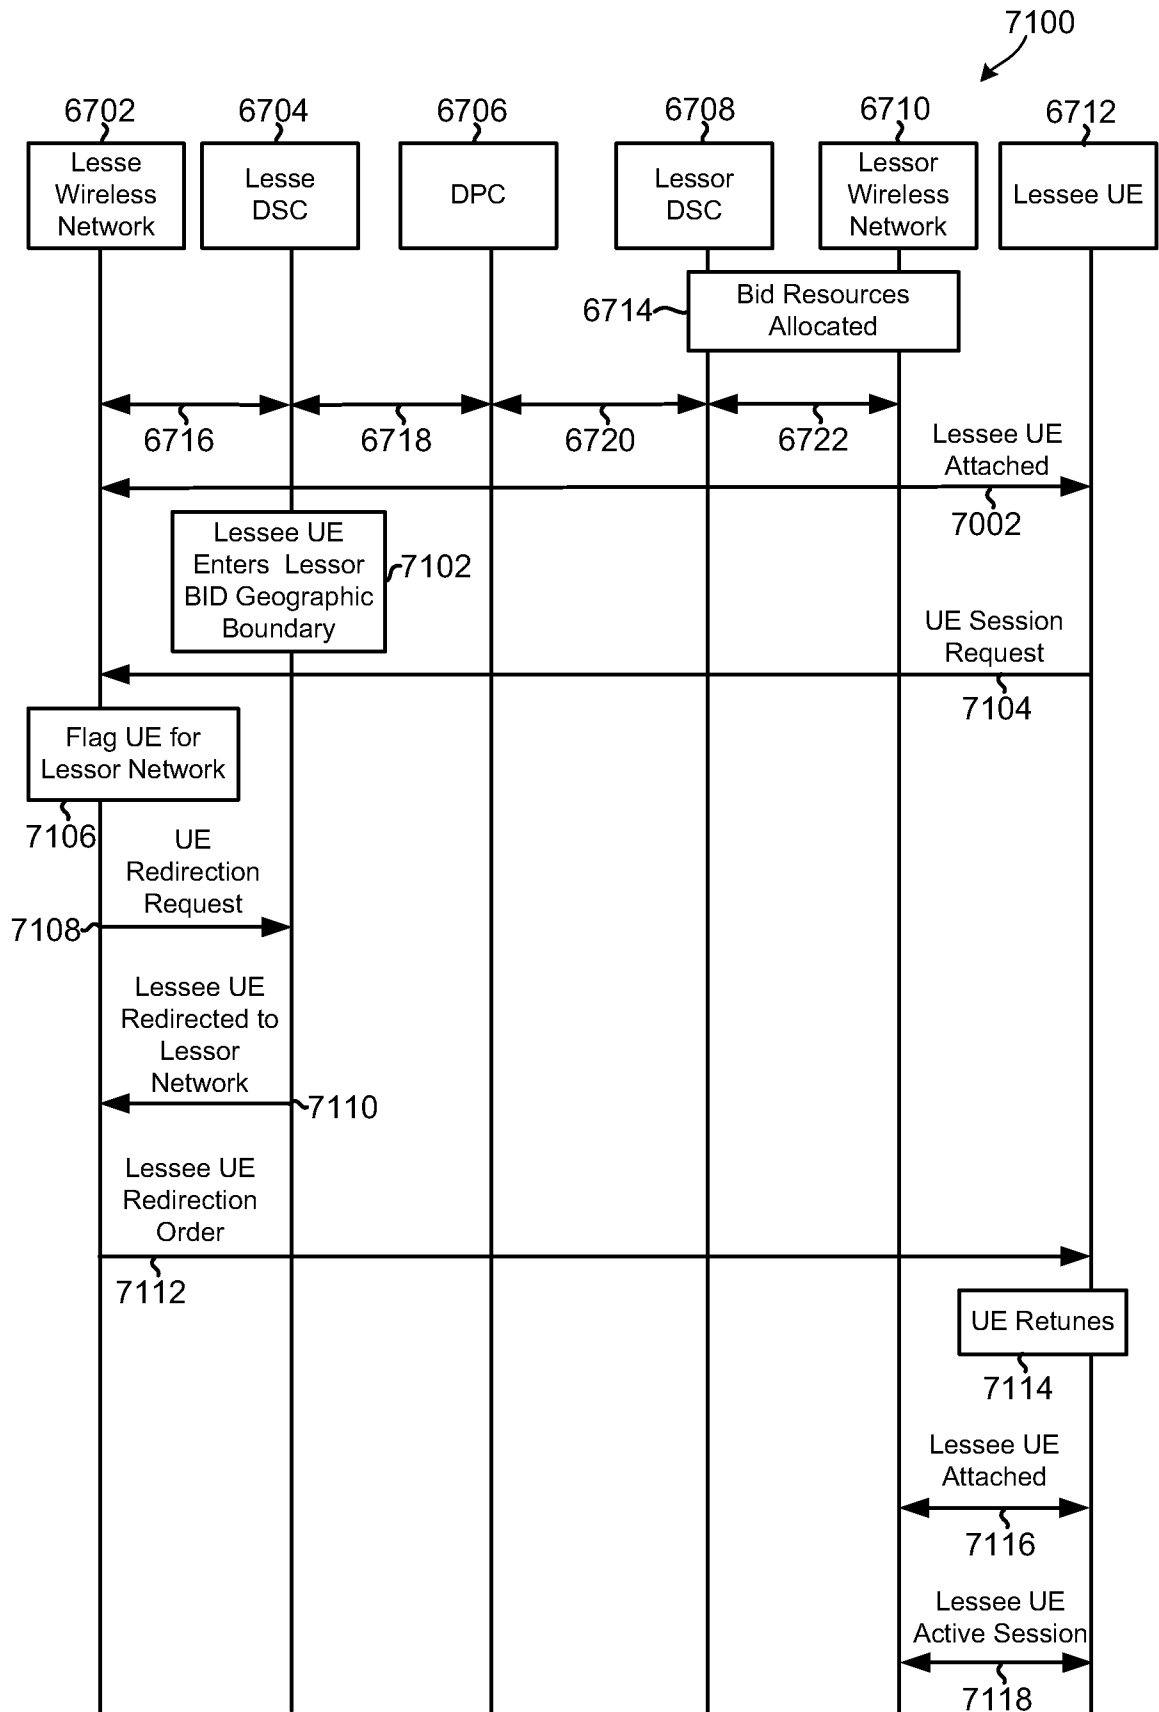 7100
6702
6704
6706
6708
6710
6712
Lesse
Wireless
Network
Lesse
DSC
DPC
Lessor
DSC
Lessor
Wireless
Network
Lessee UE
6714
Bid Resources
Allocated
6716
6718
6720
6722
Lessee UE
Attached
7002
Lessee UE
Enters Lessor
BID Geographic
Boundary
7102
UE Session
Request
7104
Flag UE for
Lessor Network
7106
UE
Redirection
Request
7108
Lessee UE
Redirected to
Lessor
Network
7110
Lessee UE
Redirection
Order
7112
UE Retunes
7114
Lessee UE
Attached
7116
Lessee UE
Active Session
7118